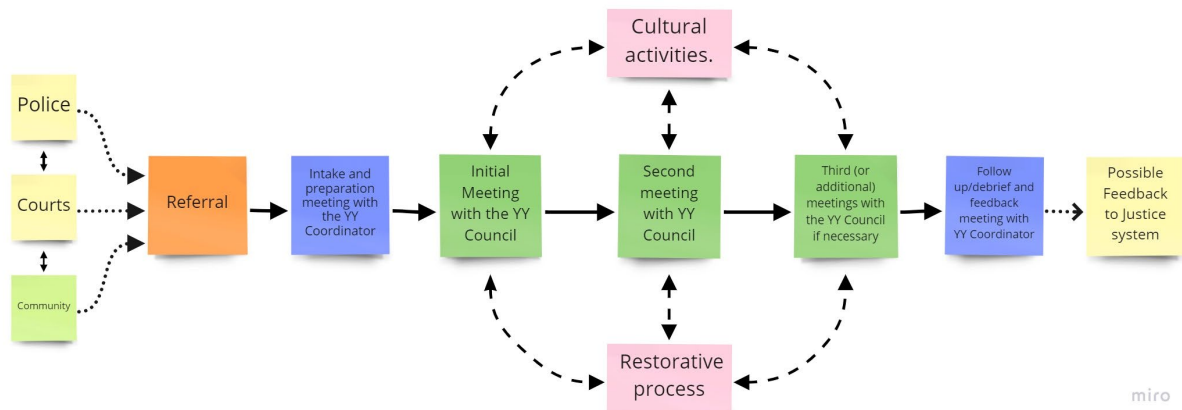 Cultural
activities.
Police
Courts
Community
Referral
Intake and
preparation
meeting with
the YY
Coordinator
Initial
Meeting
with the YY
Council
Second
meeting
with YY
Council
Third (or
additional)
meetings with
the YY Council
if necessary
Follow
up/debrief and
feedback
meeting with
YY Coordinator
Possible
Feedback
to Justice
system
Restorative
process
miro